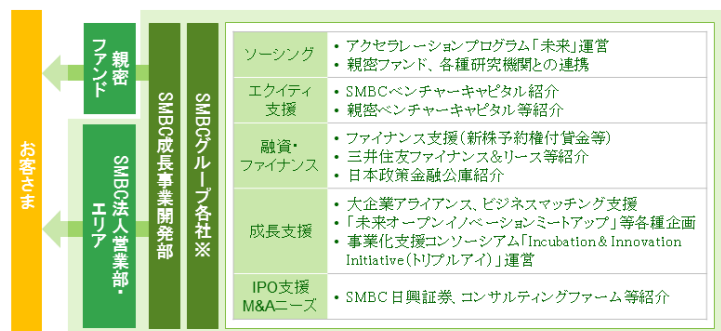 お客さま
親密
ファンド
SMBC法人営業部・
エリア
SMBC成長事業開発部
SMBCグループ各社※
ソーシング
• アクセラレーションプログラム「未来」運営
• 親密ファンド、各種研究機関との連携
エクイティ
支援
• SMBCベンチャーキャピタル紹介
• 親密ベンチャーキャピタル等紹介
融資・
ファイナンス
• ファイナンス支援(新株予約権付貸金等)
• 三井住友ファイナンス&リース等紹介
• 日本政策金融公庫紹介
成長支援
• 大企業アライアンス、ビジネスマッチング支援
• 「未来オープンイノベーションミートアップ」等各種企画
• 事業化支援コンソーシアム「Incubation & Innovation
Initiative(トリプルアイ)」運営
IPO支援
M&Aニーズ
• SMBC日興証券、コンサルティングファーム等紹介